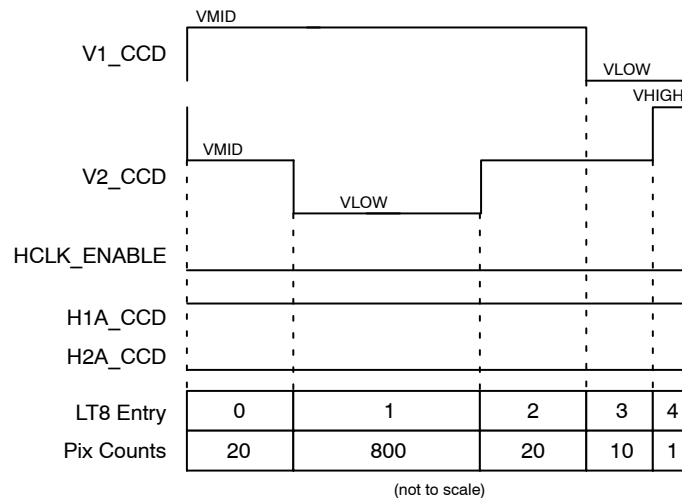 VMID
V1_CCD
VLOW
VHIGH
VMID
V2_CCD
VLOW
HCLK_ENABLE
H1A_CCD
H2A_CCD
LT8 Entry 0 1 2 3 4
Pix Counts 20 800 20 10 1
(not to scale)